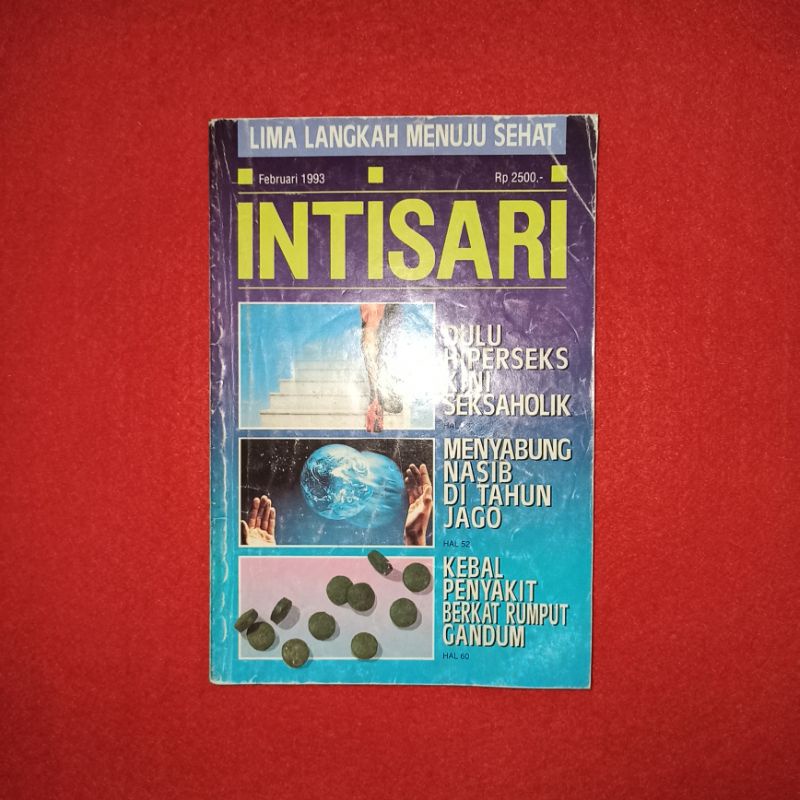 LIMA LANGKAH MENUJU SEHAT
Februari 1993
Rp 2500.-
INTISARI
DULU
HIPERSEKS
KINI
SEKSAHOLIK
HAL
MENYABUNG
NASIB
DI TAHUN
JAGO
HAL 52
KEBAL
PENYAKIT
BERKAT RUMPUT
GANDUM
HAL 60